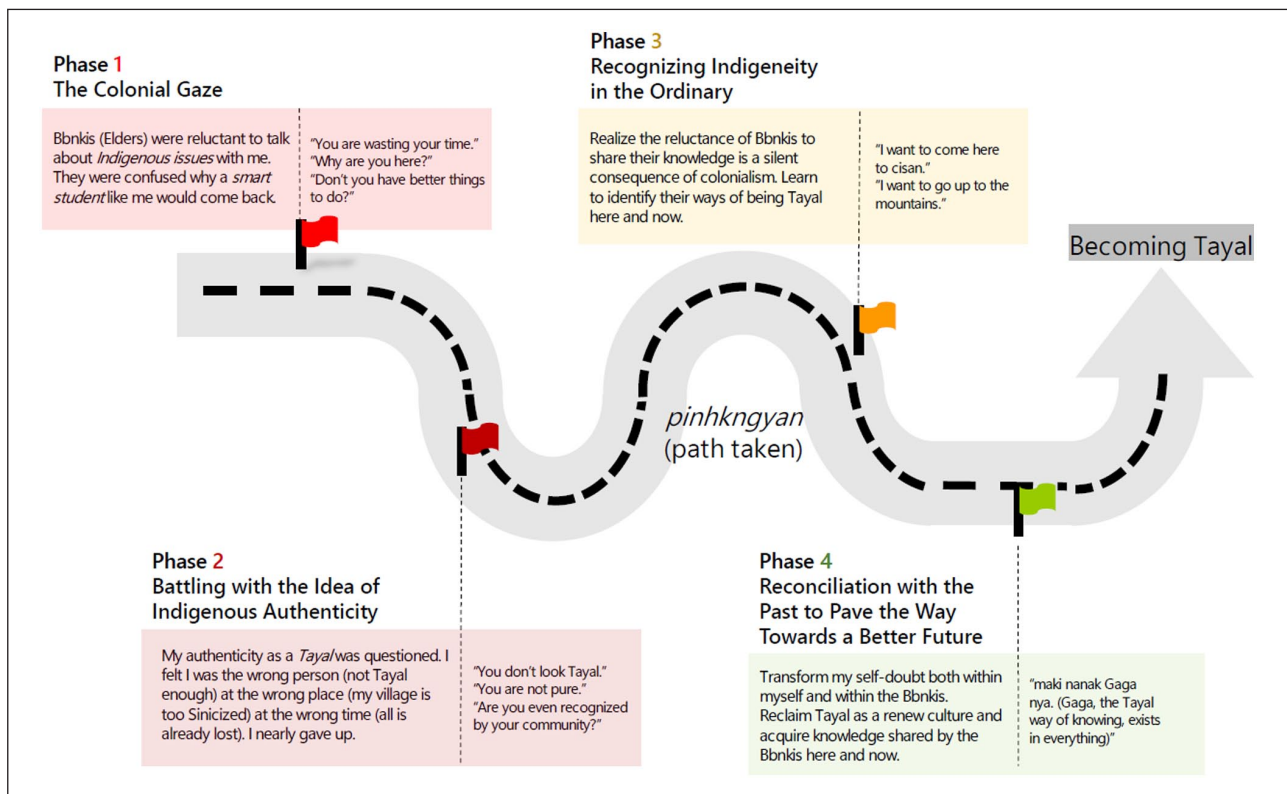 Phase 1
The Colonial Gaze
Bbnkis (Elders) were reluctant to talk
about Indigenous issues with me.
They were confused why a smart
student like me would come back.
“You are wasting your time.”
“Why are you here?”
“Don’t you have better things
to do?”
Phase 3
Recognizing Indigeneity
in the Ordinary
Realize the reluctance of Bbnkis to
share their knowledge is a silent
consequence of colonialism. Learn
to identify their ways of being Tayal
here and now.
“I want to come here
to cisan.”
“I want to go up to the
mountains.”
Becoming Tayal
pinhkngyan
(path taken)
Phase 2
Battling with the Idea of
Indigenous Authenticity
My authenticity as a Tayal was questioned. I
felt I was the wrong person (not Tayal
enough) at the wrong place (my village is
too Sinicized) at the wrong time (all is
already lost). I nearly gave up.
“You don’t look Tayal.”
“You are not pure.”
“Are you even recognized
by your community?”
Phase 4
Reconciliation with the
Past to Pave the Way
Towards a Better Future
Transform my self-doubt both within
myself and within the Bbnkis.
Reclaim Tayal as a renew culture and
acquire knowledge shared by the
Bbnkis here and now.
“maki nanak Gaga
nya. (Gaga, the Tayal
way of knowing, exists
in everything)”